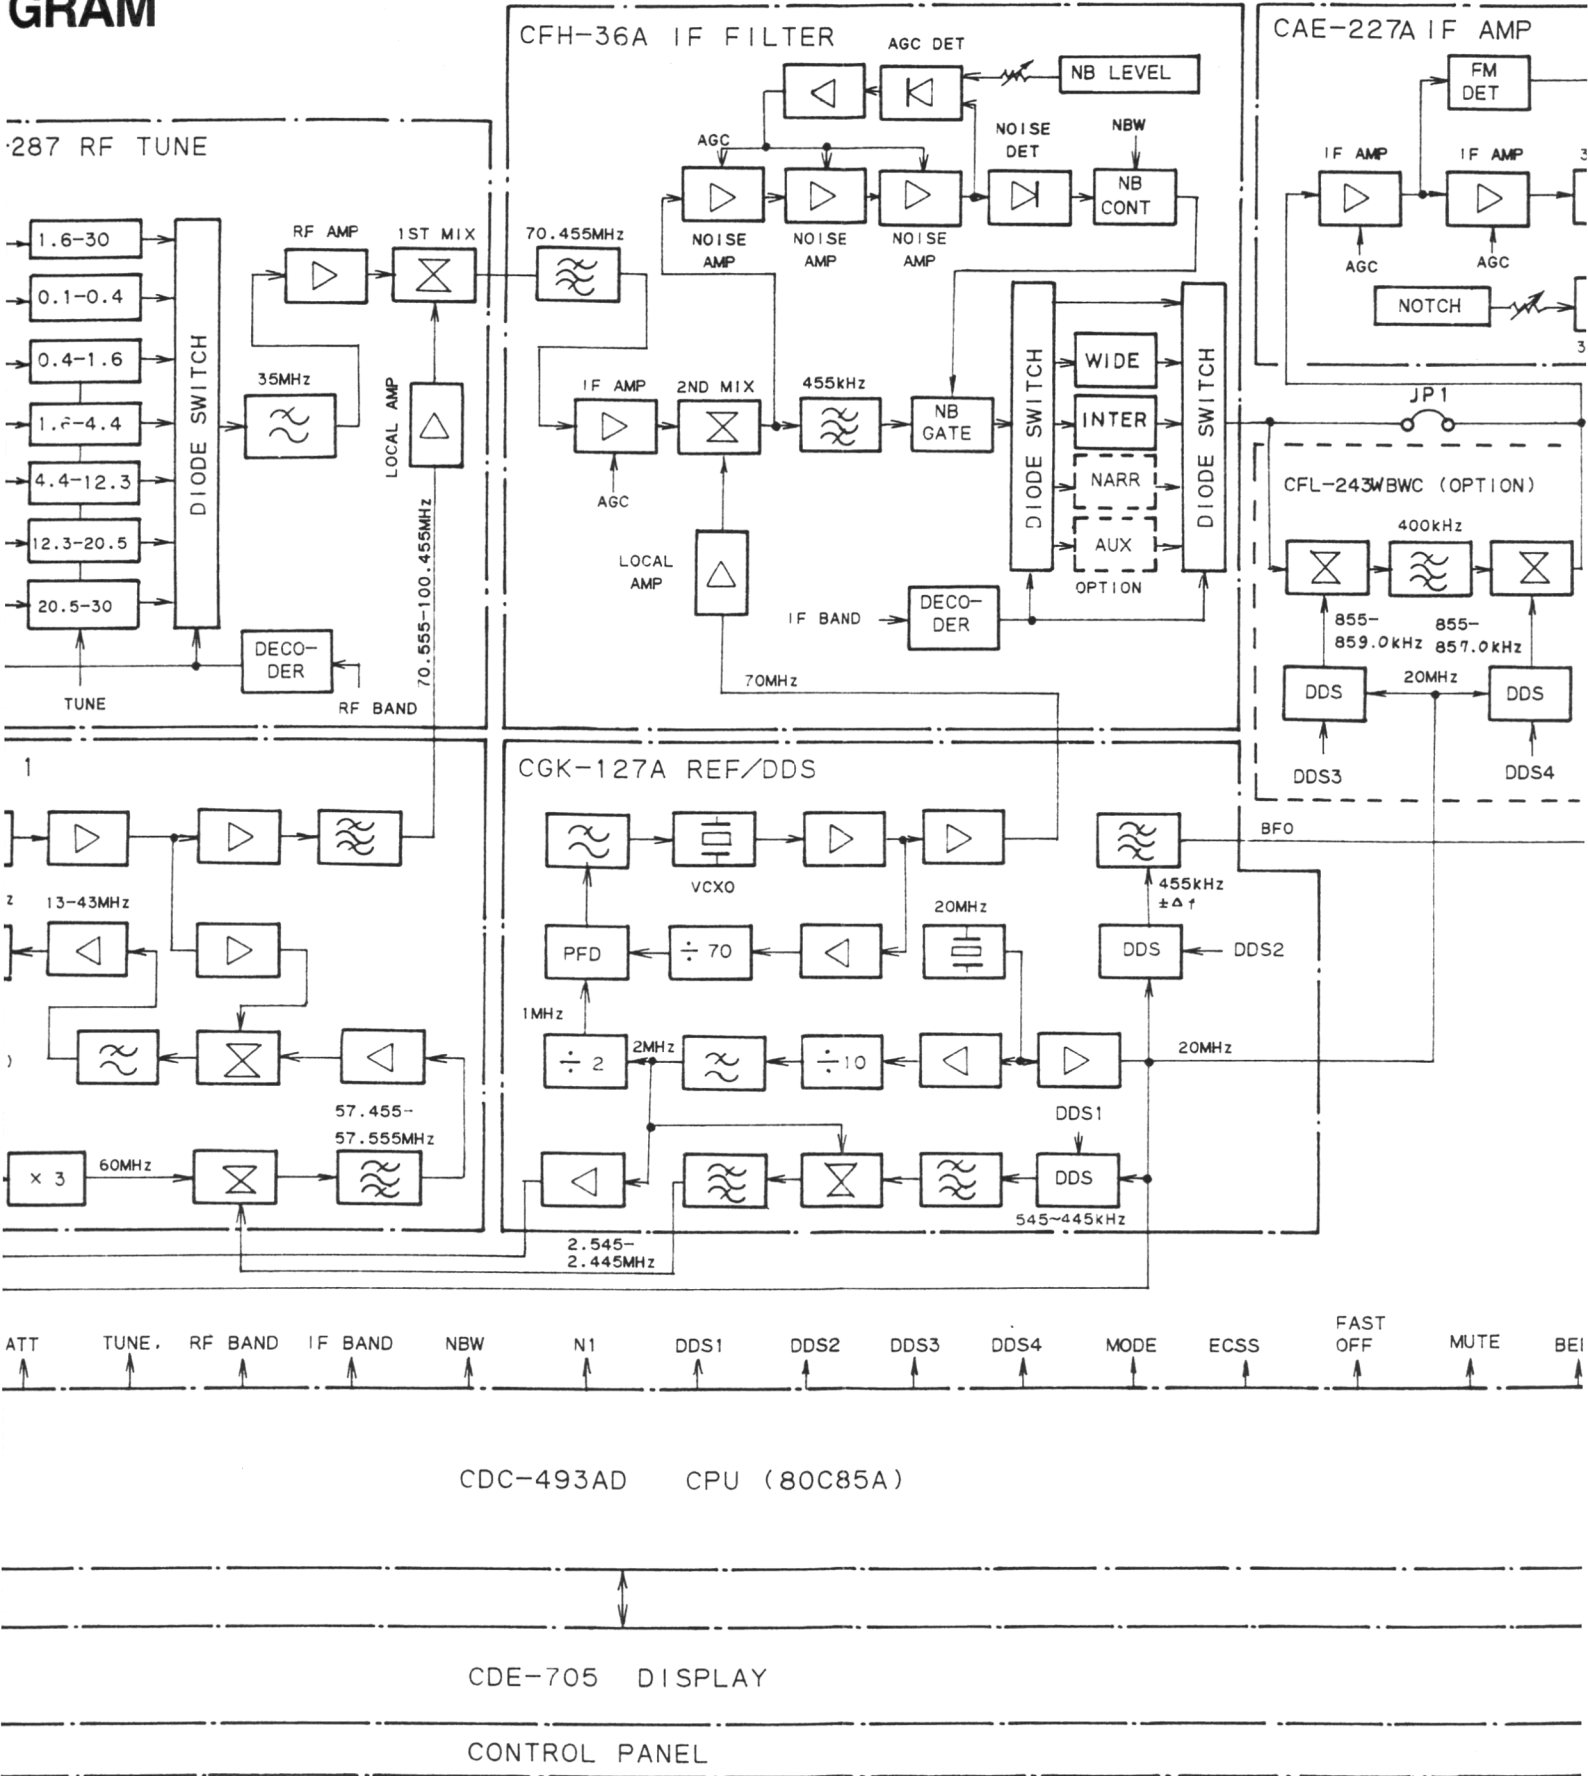 GRAM
287 RF TUNE
1.6-30
0.1-0.4
0.4-1.6
1.6-4.4
4.4-12.3
12.3-20.5
20.5-30
TUNE
DIODE SWITCH
DECO-
DER
RF BAND
35MHz
RF AMP
1ST MIX
LOCAL AMP
70.555-100.455MHz
CFH-36A IF FILTER
AGC DET
NB LEVEL
AGC
NOISE
AMP
NOISE
AMP
NOISE
AMP
NOISE
DET
NBW
NB
CONT
70.455MHz
IF AMP
AGC
2ND MIX
455kHz
NB
GATE
DIODE SWITCH
WIDE
INTER
NARR
AUX
OPTION
DIODE SWITCH
LOCAL
AMP
IF BAND
DECO-
DER
70MHz
CAE-227A IF AMP
FM
DET
IF AMP
IF AMP
3
AGC
AGC
NOTCH
3
JP1
CFL-243WBWC (OPTION)
400kHz
855-
859.0kHz
855-
857.0kHz
DDS
20MHz
DDS
DDS3
DDS4
1
z
13-43MHz
)
57.455-
57.555MHz
× 3
60MHz
CGK-127A REF/DDS
VCXO
BFO
455kHz
±Δf
20MHz
PFD
÷ 70
DDS
DDS2
1MHz
÷ 2
2MHz
÷10
20MHz
DDS1
DDS
545~445kHz
2.545-
2.445MHz
ATT
TUNE.
RF BAND
IF BAND
NBW
N1
DDS1
DDS2
DDS3
DDS4
MODE
ECSS
FAST
OFF
MUTE
BEI
CDC-493AD CPU (80C85A)
CDE-705 DISPLAY
CONTROL PANEL